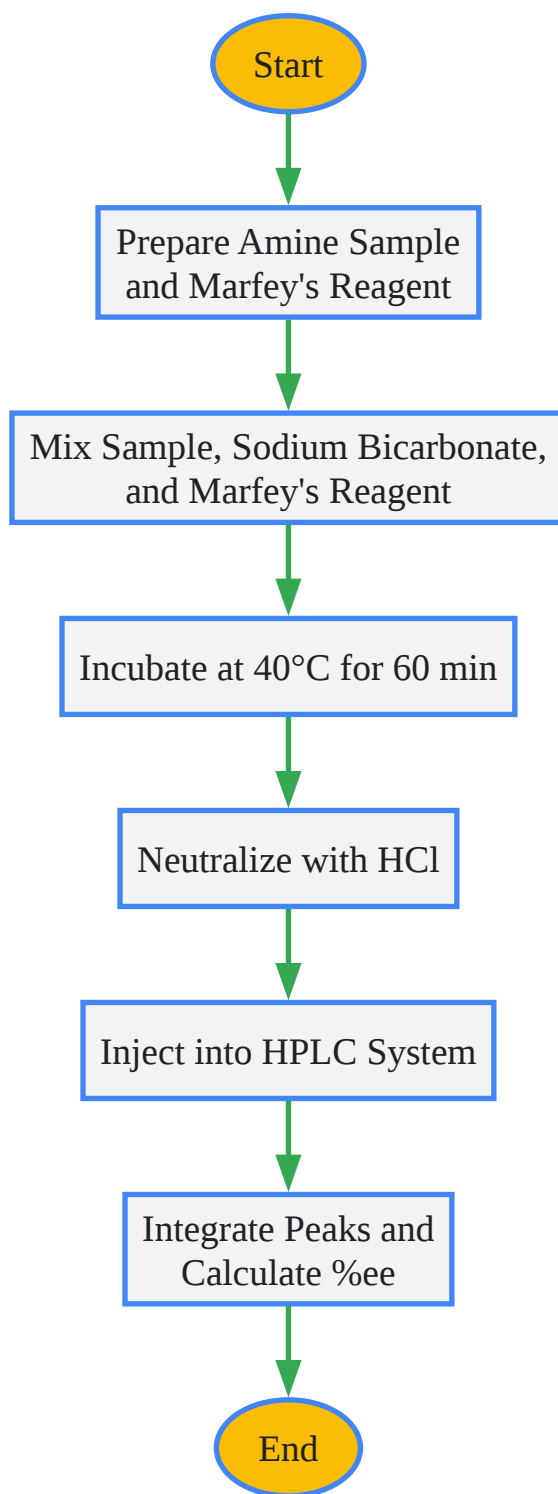 Start
Prepare Amine Sample
and Marfey's Reagent
Mix Sample, Sodium Bicarbonate,
and Marfey's Reagent
Incubate at 40°C for 60 min
Neutralize with HCl
Inject into HPLC System
Integrate Peaks and
Calculate %ee
End